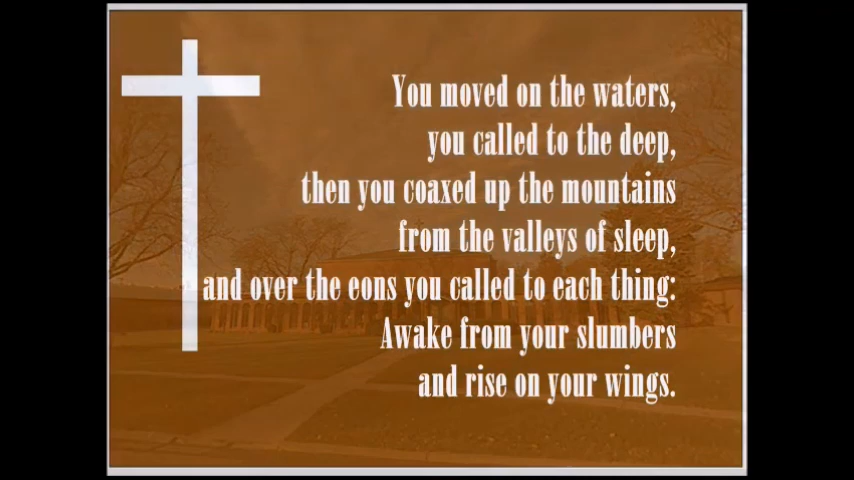 You moved on the waters,
you called to the deep,
then you coaxed up the mountains
from the valleys of sleep,
and over the eons you called to each thing:
Awake from your slumbers
and rise on your wings.